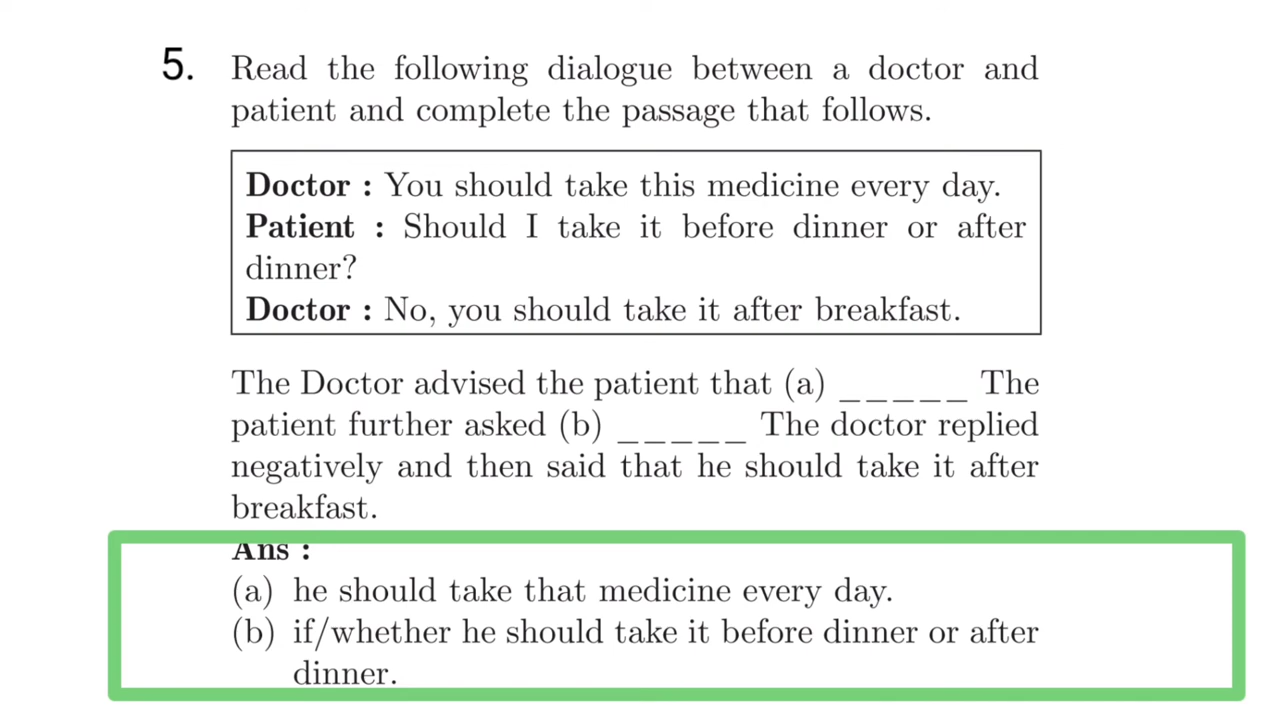 5. Read the following dialogue between a doctor and
patient and complete the passage that follows.
Doctor : You should take this medicine every day.
Patient : Should I take it before dinner or after
dinner?
Doctor : No, you should take it after breakfast.
The Doctor advised the patient that (a) _ _ _ _ _ The
patient further asked (b) _ _ _ _ _ The doctor replied
negatively and then said that he should take it after
breakfast.
Ans :
(a) he should take that medicine every day.
(b) if/whether he should take it before dinner or after
dinner.